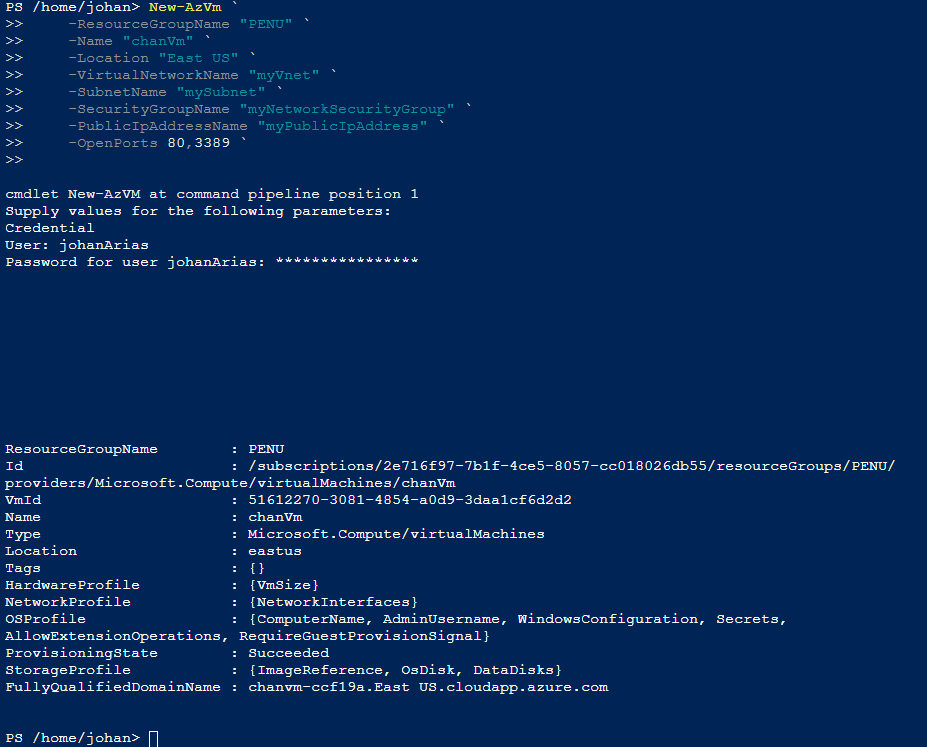 PS /home/johan> New-AzVm `
>>     -ResourceGroupName "PENU" `
>>     -Name "chanVm" `
>>     -Location "East US" `
>>     -VirtualNetworkName "myVnet" `
>>     -SubnetName "mySubnet" `
>>     -SecurityGroupName "myNetworkSecurityGroup" `
>>     -PublicIpAddressName "myPublicIpAddress" `
>>     -OpenPorts 80,3389 `
>>
cmdlet New-AzVM at command pipeline position 1
Supply values for the following parameters:
Credential
User: johanArias
Password for user johanArias: ****************
ResourceGroupName        : PENU
Id                       : /subscriptions/2e716f97-7b1f-4ce5-8057-cc018026db55/resourceGroups/PENU/
providers/Microsoft.Compute/virtualMachines/chanVm
VmId                     : 51612270-3081-4854-a0d9-3daa1cf6d2d2
Name                     : chanVm
Type                     : Microsoft.Compute/virtualMachines
Location                 : eastus
Tags                     : {}
HardwareProfile          : {VmSize}
NetworkProfile           : {NetworkInterfaces}
OSProfile                : {ComputerName, AdminUsername, WindowsConfiguration, Secrets,
AllowExtensionOperations, RequireGuestProvisionSignal}
ProvisioningState        : Succeeded
StorageProfile           : {ImageReference, OsDisk, DataDisks}
FullyQualifiedDomainName : chanvm-ccf19a.East US.cloudapp.azure.com
PS /home/johan>